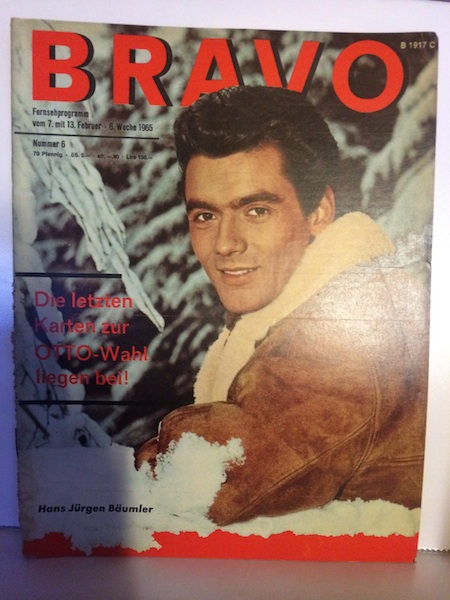 BRAVO
B 1917 C
Fernsehprogramm
vom 7. mit 13. Februar - 6. Woche 1965
Nummer 6
Die letzten
Karten zur
OTTO-Wahl
liegen bei!
Hans Jürgen Bäumler